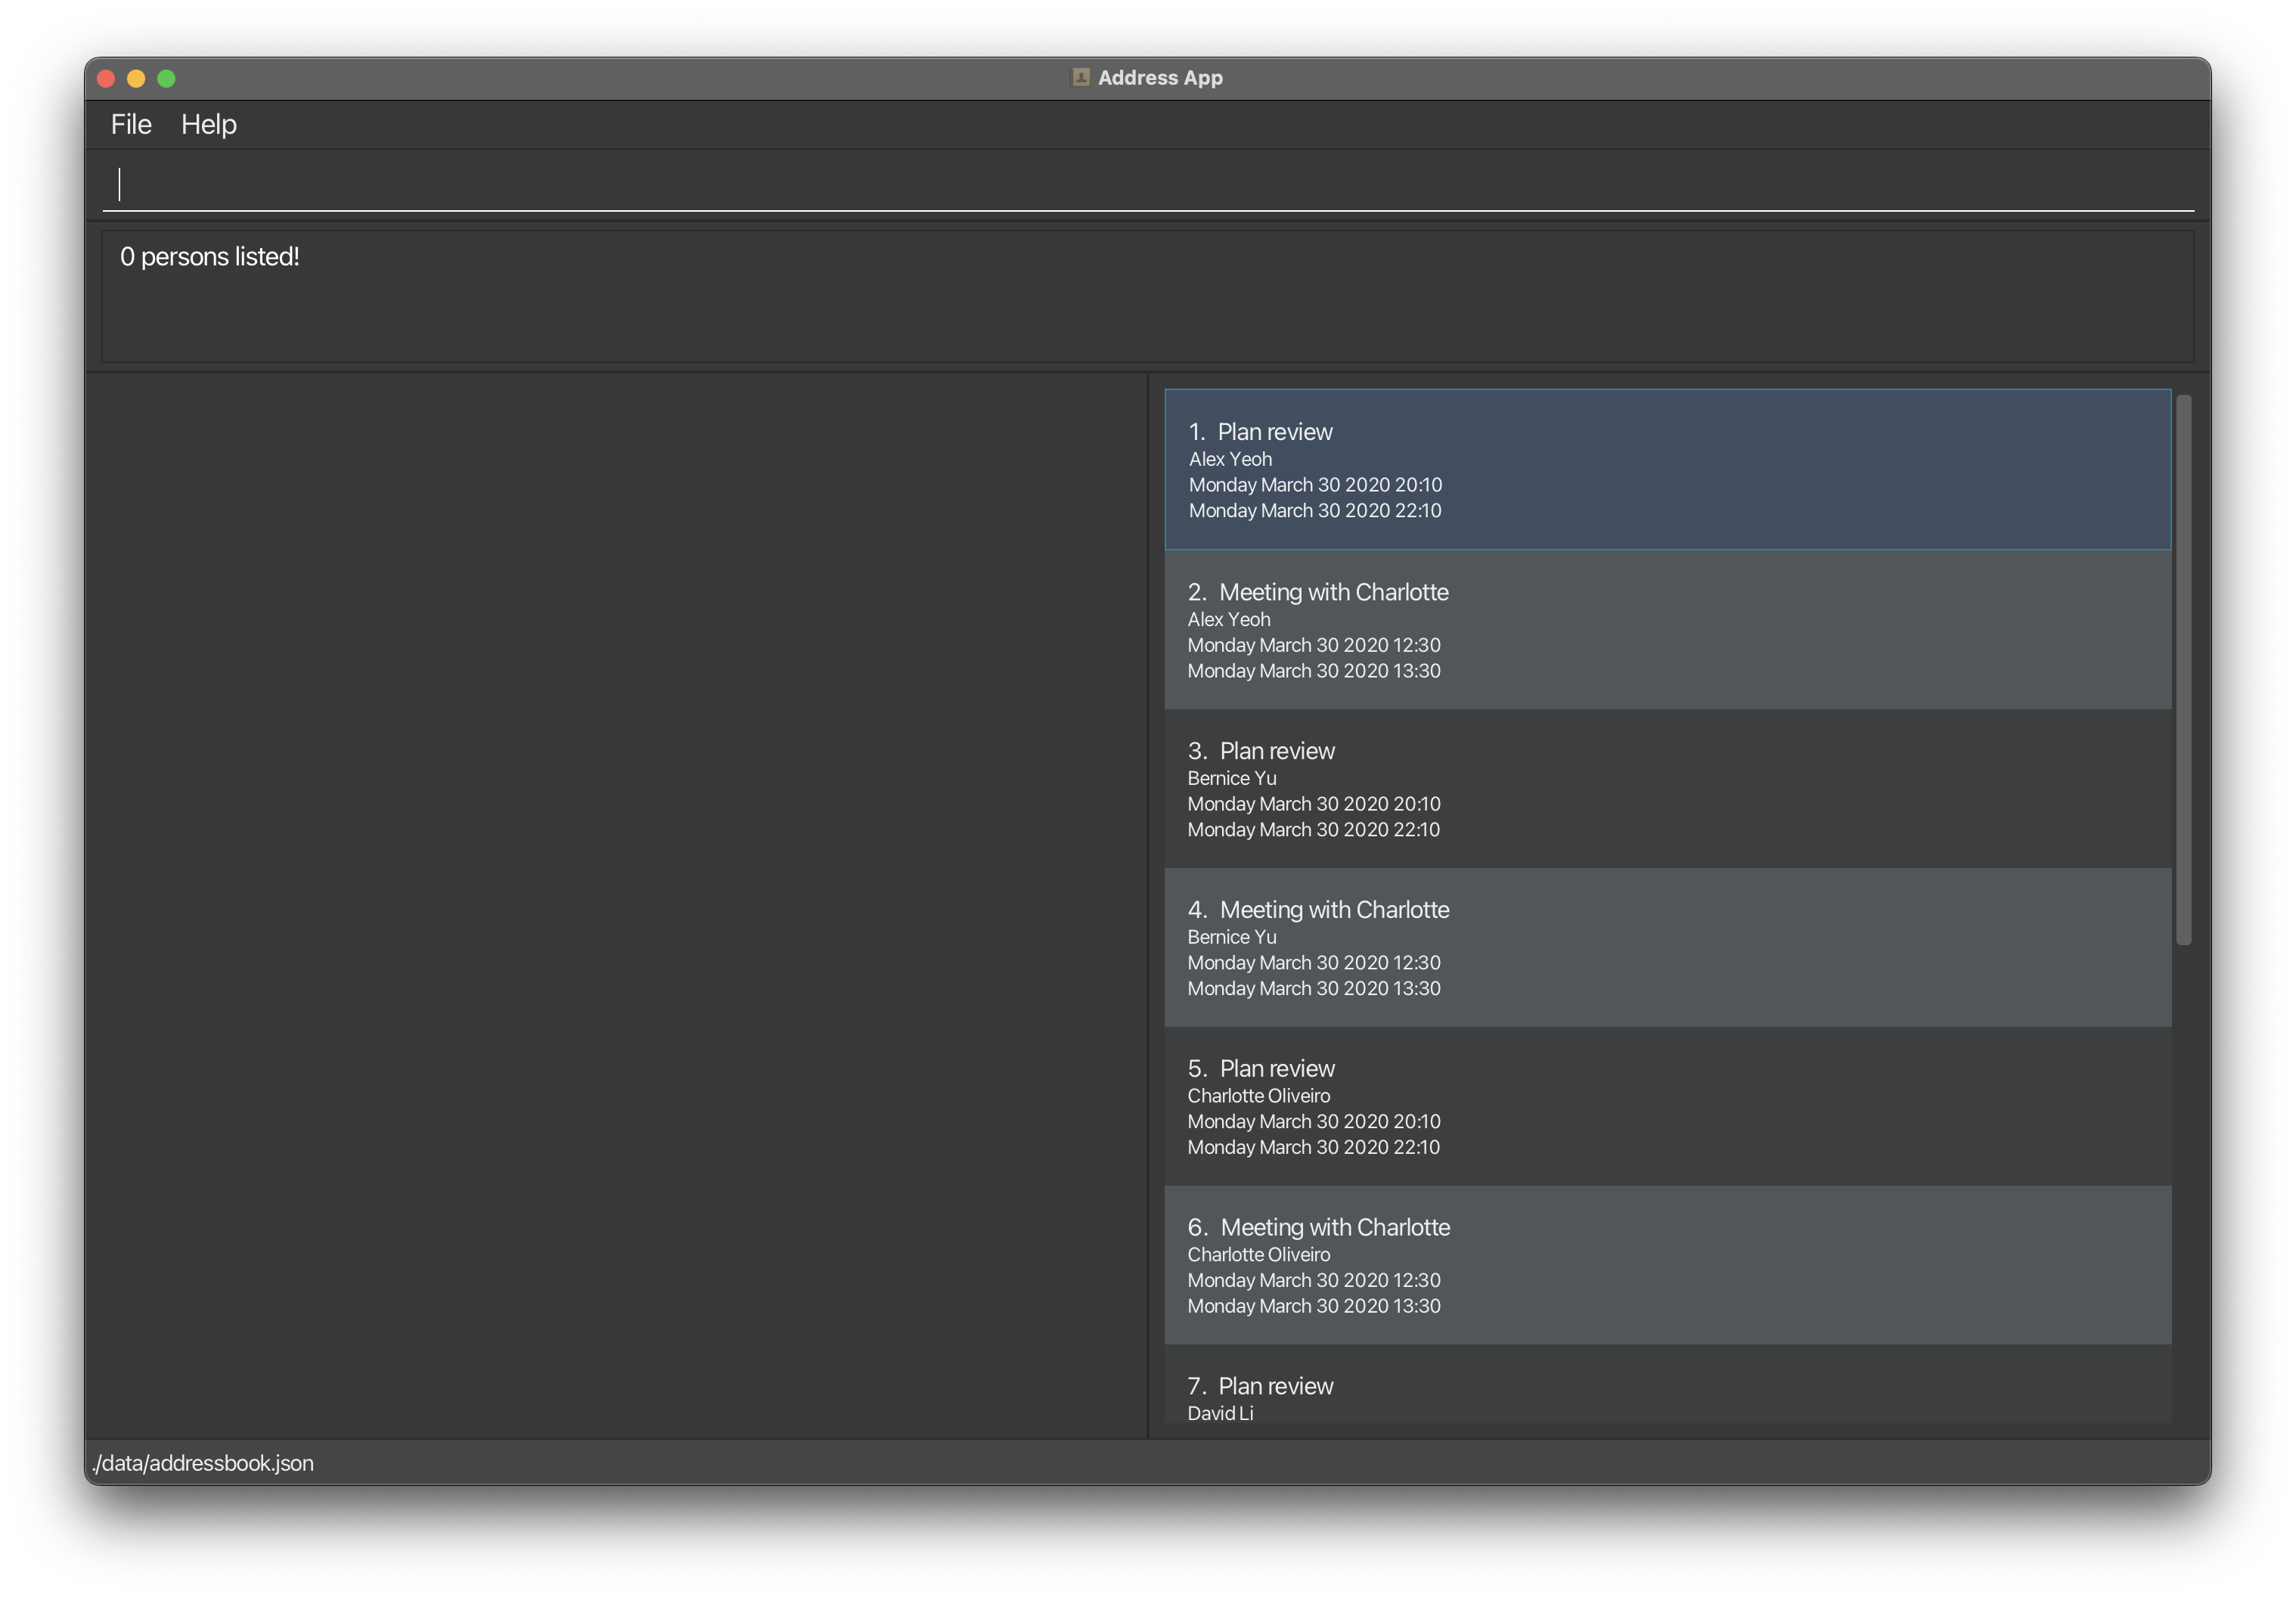 Address App
File Help
0 persons listed!
1. Plan review
Alex Yeoh
Monday March 30 2020 20:10
Monday March 30 2020 22:10
2. Meeting with Charlotte
Alex Yeoh
Monday March 30 2020 12:30
Monday March 30 2020 13:30
3. Plan review
Bernice Yu
Monday March 30 2020 20:10
Monday March 30 2020 22:10
4. Meeting with Charlotte
Bernice Yu
Monday March 30 2020 12:30
Monday March 30 2020 13:30
5. Plan review
Charlotte Oliveiro
Monday March 30 2020 20:10
Monday March 30 2020 22:10
6. Meeting with Charlotte
Charlotte Oliveiro
Monday March 30 2020 12:30
Monday March 30 2020 13:30
7. Plan review
David Li
./data/addressbook.json